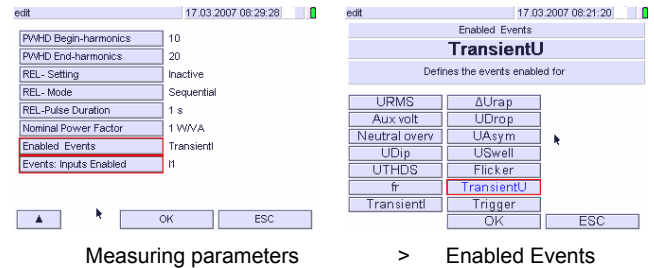 edit 17.03.2007 08:29:28
PWHD Begin-harmonics 10
PWHD End-harmonics 20
REL- Setting Inactive
REL- Mode Sequential
REL-Pulse Duration 1 s
Nominal Power Factor 1 W/VA
Enabled Events TransientI
Events: Inputs Enabled I1
▲ OK ESC
edit 17.03.2007 08:21:20
Enabled Events
TransientU
Defines the events enabled for
URMS ΔUrap
Aux volt UDrop
Neutral overv UAsym
UDip USwell
UTHDS Flicker
fr TransientU
TransientI Trigger
OK ESC
Measuring parameters > Enabled Events